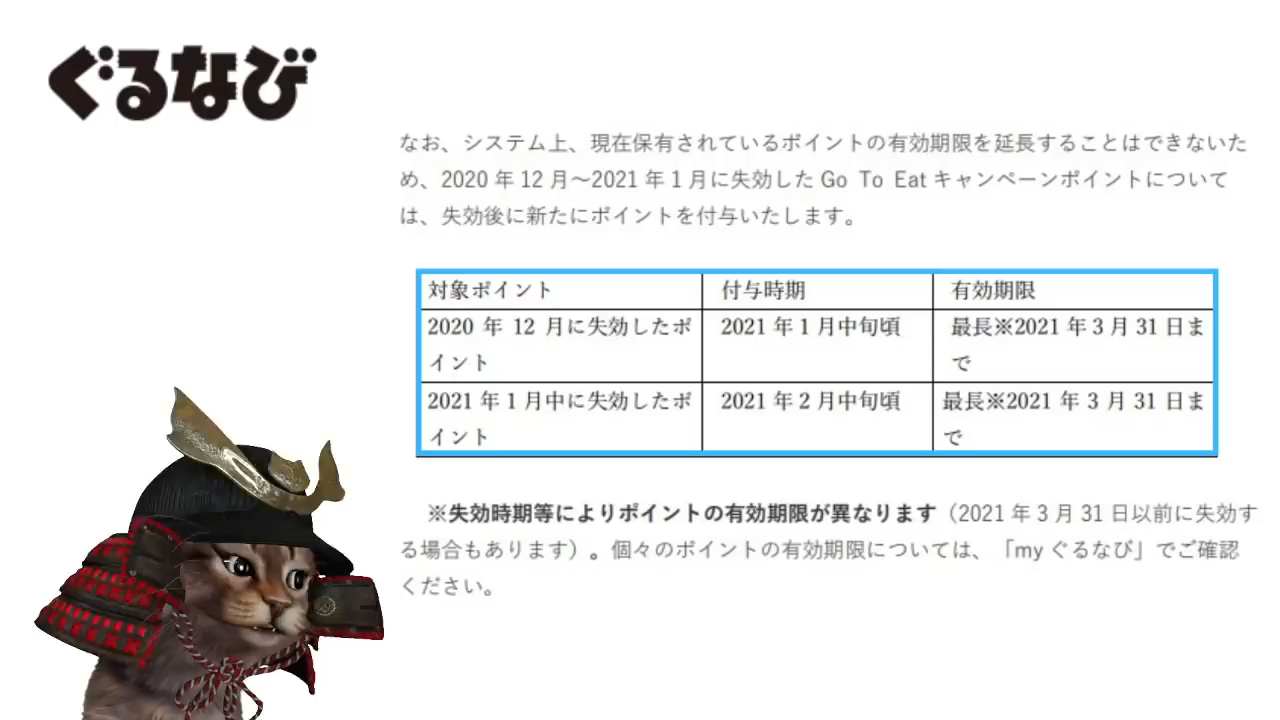 ぐるなび
なお、システム上、現在保有されているポイントの有効期限を延長することはできないた
め、2020 年 12 月～2021 年 1 月に失効した Go To Eat キャンペーンポイントについて
は、失効後に新たにポイントを付与いたします。
対象ポイント 付与時期 有効期限
2020 年 12 月に失効したポ 2021 年 1 月中旬頃 最長※2021 年 3 月 31 日ま
イント で
2021 年 1 月中に失効したポ 2021 年 2 月中旬頃 最長※2021 年 3 月 31 日ま
イント で
※失効時期等によりポイントの有効期限が異なります（2021 年 3 月 31 日以前に失効す
る場合もあります）。個々のポイントの有効期限については、「my ぐるなび」でご確認
ください。